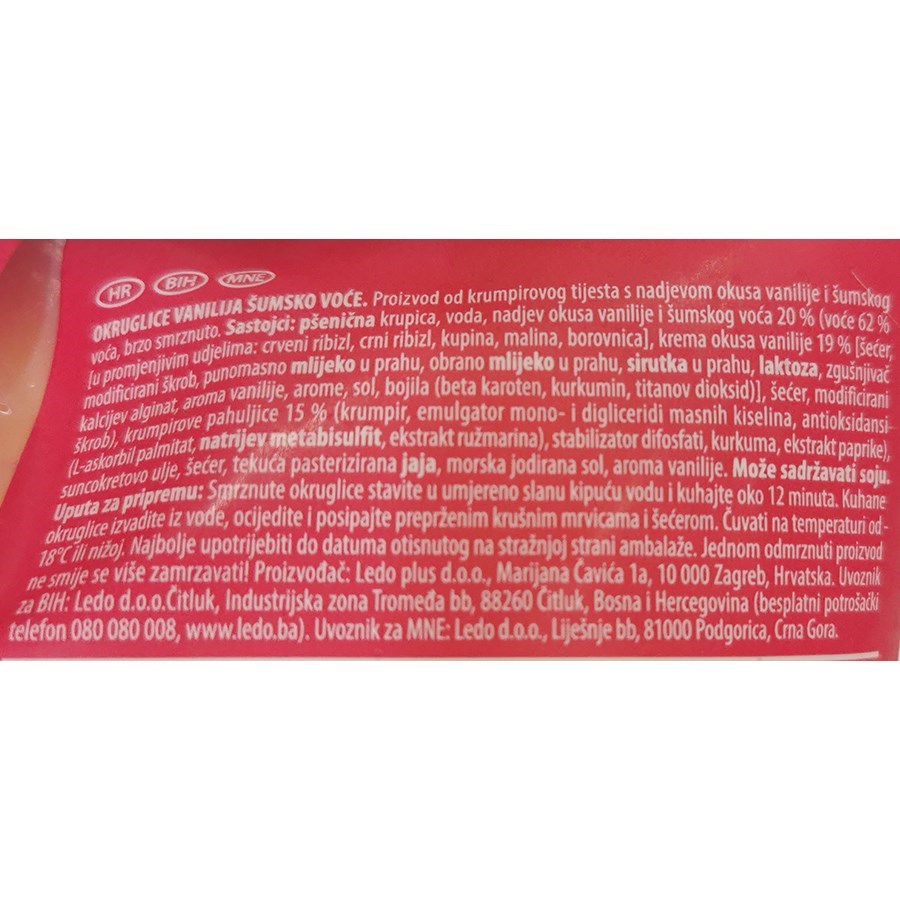 HR BIH MNE
OKRUGLICE VANILIJA ŠUMSKO VOĆE. Proizvod od krumpirovog tijesta s nadjevom okusa vanilije i šumskog
voća, brzo smrznuto. Sastojci: pšenična krupica, voda, nadjev okusa vanilije i šumskog voća 20 % (voće 62 %
[u promjenjivim udjelima: crveni ribizl, crni ribizl, kupina, malina, borovnica], krema okusa vanilije 19 % [šećer,
modificirani škrob, punomasno mlijeko u prahu, obrano mlijeko u prahu, sirutka u prahu, laktoza, zgušnjivač
kalcijev alginat, aroma vanilije, arome, sol, bojila (beta karoten, kurkumin, titanov dioksid)], šećer, modificirani
škrob), krumpirove pahuljice 15 % (krumpir, emulgator mono- i digliceridi masnih kiselina, antioksidansi
(L-askorbil palmitat, natrijev metabisulfit, ekstrakt ružmarina), stabilizator difosfati, kurkuma, ekstrakt paprike),
suncokretovo ulje, šećer, tekuća pasterizirana jaja, morska jodirana sol, aroma vanilije. Može sadržavati soju.
Uputa za pripremu: Smrznute okruglice stavite u umjereno slanu kipuću vodu i kuhajte oko 12 minuta. Kuhane
okruglice izvadite iz vode, ocijedite i posipajte preprženim krušnim mrvicama i šećerom. Čuvati na temperaturi od -
18°C ili nižoj. Najbolje upotrijebiti do datuma otisnutog na stražnjoj strani ambalaže. Jednom odmrznuti proizvod
ne smije se više zamrzavati! Proizvođač: Ledo plus d.o.o., Marijana Čavića 1a, 10 000 Zagreb, Hrvatska. Uvoznik
za BIH: Ledo d.o.o.Čitluk, Industrijska zona Tromeđa bb, 88260 Čitluk, Bosna i Hercegovina (besplatni potrošački
telefon 080 080 008, www.ledo.ba). Uvoznik za MNE: Ledo d.o.o., Liješnje bb, 81000 Podgorica, Crna Gora.